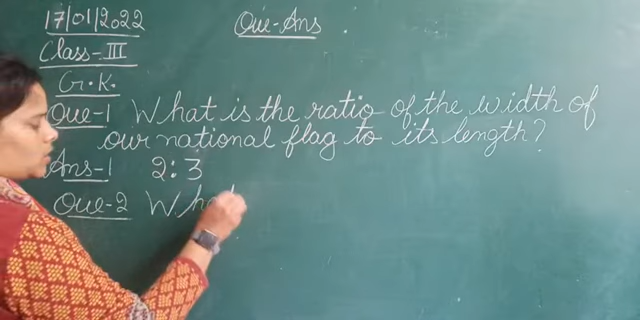 17/01/2022
Que-Ans
Class-III
G.K.
Que-1 What is the ratio of the width of
our national flag to its length?
Ans-1 2:3
Que-2 What